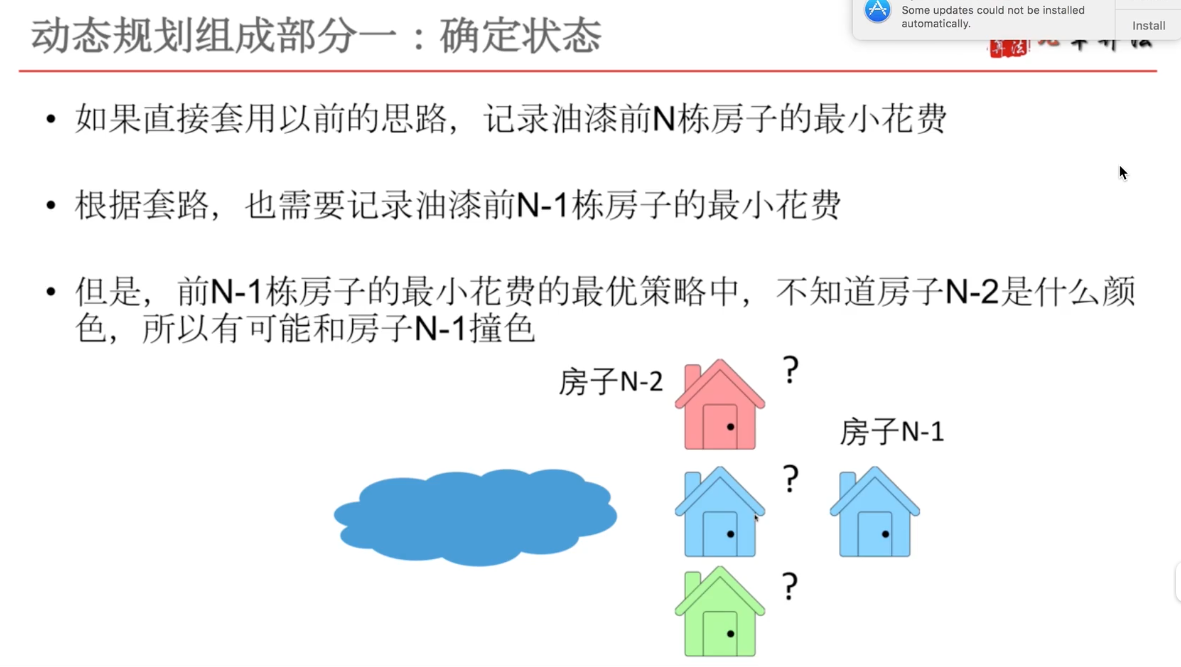 动态规划组成部分一：确定状态
Some updates could not be installed
automatically.
Install
算法
• 如果直接套用以前的思路，记录油漆前N栋房子的最小花费
• 根据套路，也需要记录油漆前N-1栋房子的最小花费
• 但是，前N-1栋房子的最小花费的最优策略中，不知道房子N-2是什么颜
色，所以有可能和房子N-1撞色
房子N-2
?
房子N-1
?
?